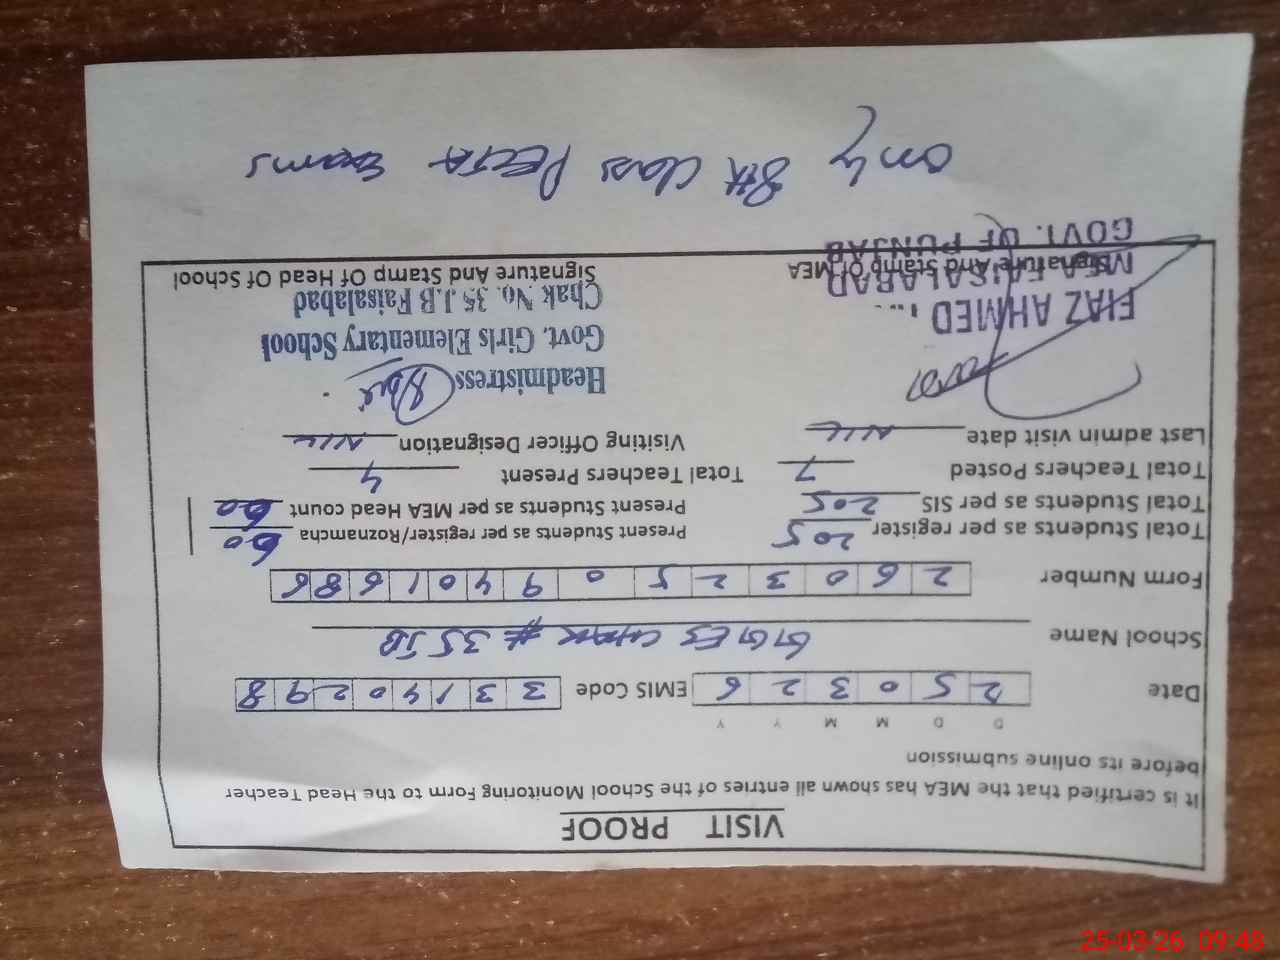 VISIT PROOF
It is certified that the MEA has shown all entries of the School Monitoring Form to the Head Teacher
before its online submission
D D M M Y Y
Date 2 5 0 3 2 6 EMIS Code 3 3 1 4 0 2 9 8
School Name GGES CHAK # 35 JB
Form Number 2 6 0 3 2 5 0 9 4 0 1 6 8 6
Total Students as per register 205 Present Students as per register/Roznamcha 60
Total Students as per SIS 205 Present Students as per MEA Head count 60
Total Teachers Posted 7 Total Teachers Present 4
Last admin visit date NIL Visiting Officer Designation NIL
Headmistress
Govt. Girls Elementary School
Chak No. 35 J.B Faisalabad
FIAZ AHMED
MEA FAISALABAD
GOVT. OF PUNJAB
Signature And Stamp Of MEA Signature And Stamp Of Head Of School
only 8th class PECTA Exams
25-03-26 09:48